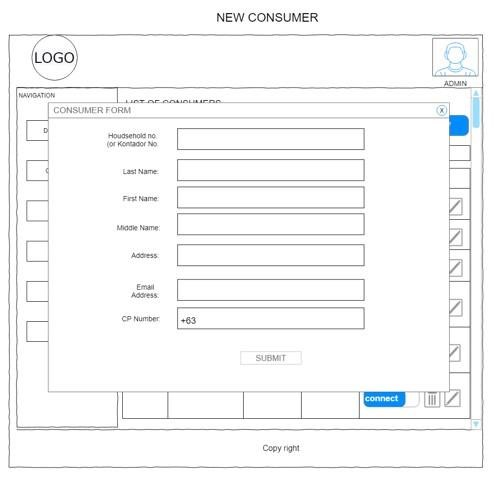 NEW CONSUMER
LOGO
ADMIN
NAVIGATION
LIST OF CONSUMERS
CONSUMER FORM
X
Houdsehold no.
(or Kontador No.
Last Name:
First Name:
Middle Name:
Address:
Email
Address:
CP Number:
+63
SUBMIT
connect
Copy right